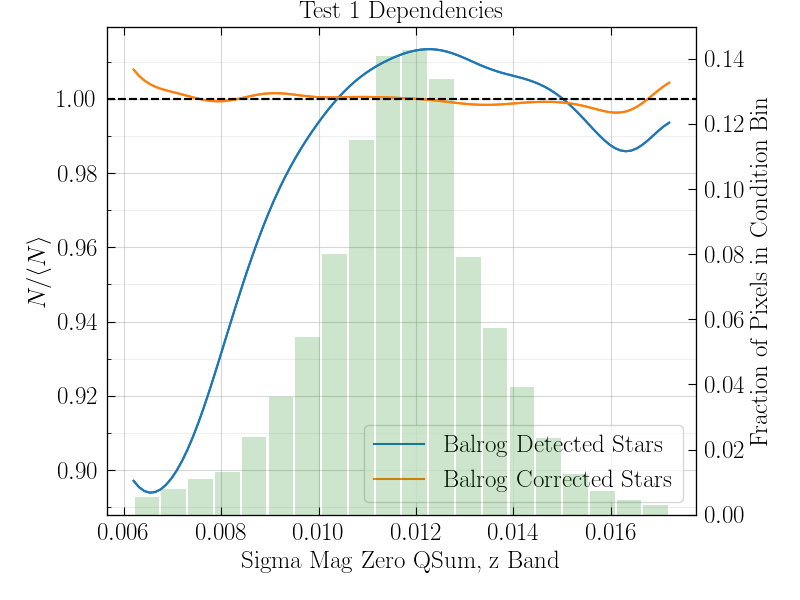 Test 1 Dependencies
1.00
0.98
0.96
0.94
0.92
0.90
N/⟨N⟩
0.14
0.12
0.10
0.08
0.06
0.04
0.02
0.00
Fraction of Pixels in Condition Bin
Balrog Detected Stars
Balrog Corrected Stars
0.006 0.008 0.010 0.012 0.014 0.016
Sigma Mag Zero QSum, z Band